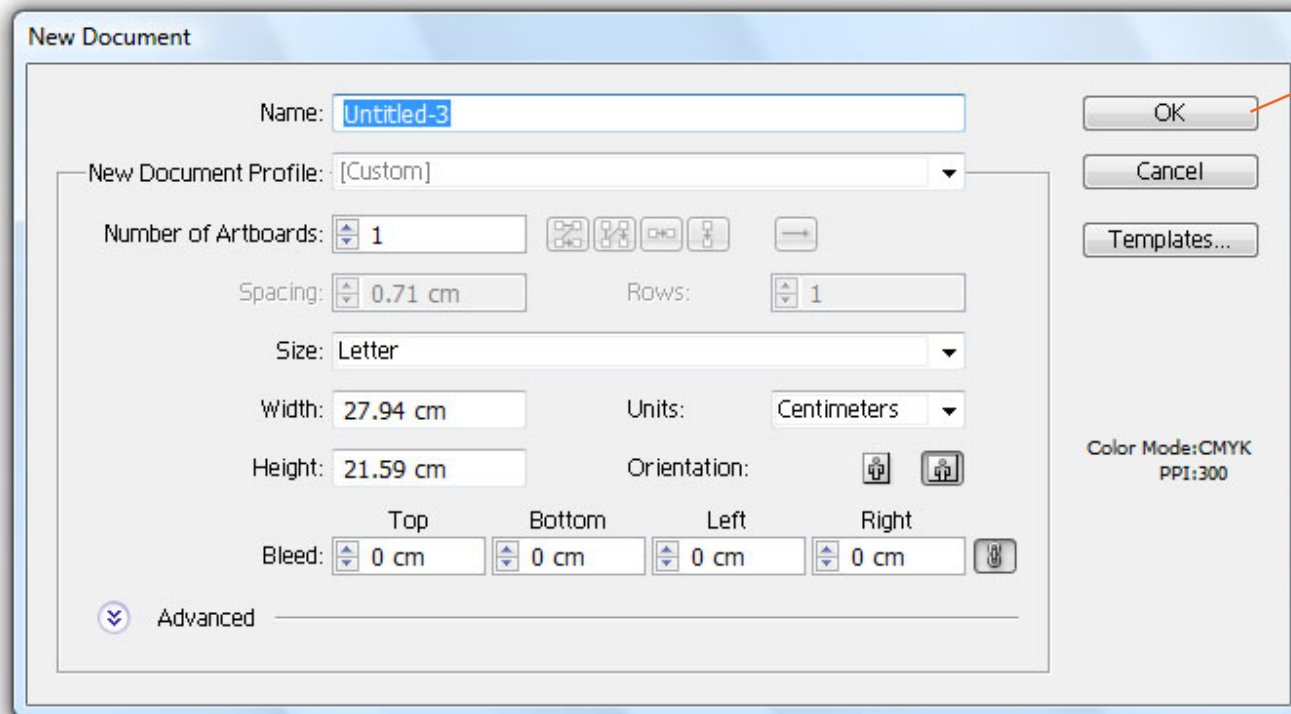 New Document
Name: Untitled-3
OK
New Document Profile: [Custom]
Cancel
Number of Artboards: 1
Templates...
Spacing: 0.71 cm Rows: 1
Size: Letter
Width: 27.94 cm Units: Centimeters
Height: 21.59 cm Orientation:
Color Mode:CMYK
PPI:300
Top Bottom Left Right
Bleed: 0 cm 0 cm 0 cm 0 cm
Advanced